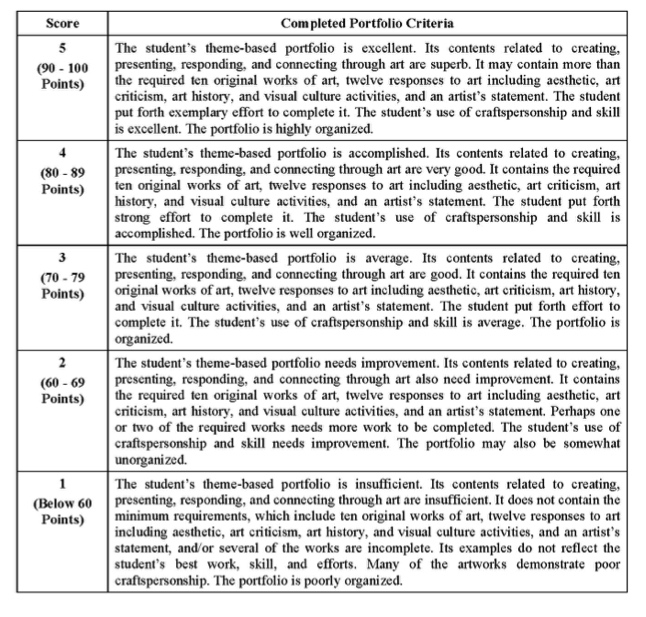 Score Completed Portfolio Criteria
5
(90 - 100
Points)
The student's theme-based portfolio is excellent. Its contents related to creating,
presenting, responding, and connecting through art are superb. It may contain more than
the required ten original works of art, twelve responses to art including aesthetic, art
criticism, art history, and visual culture activities, and an artist's statement. The student
put forth exemplary effort to complete it. The student's use of craftspersonship and skill
is excellent. The portfolio is highly organized.
4
(80 - 89
Points)
The student's theme-based portfolio is accomplished. Its contents related to creating,
presenting, responding, and connecting through art are very good. It contains the required
ten original works of art, twelve responses to art including aesthetic, art criticism, art
history, and visual culture activities, and an artist's statement. The student put forth
strong effort to complete it. The student's use of craftspersonship and skill is
accomplished. The portfolio is well organized.
3
(70 - 79
Points)
The student's theme-based portfolio is average. Its contents related to creating,
presenting, responding, and connecting through art are good. It contains the required ten
original works of art, twelve responses to art including aesthetic, art criticism, art history,
and visual culture activities, and an artist's statement. The student put forth effort to
complete it. The student's use of craftspersonship and skill is average. The portfolio is
organized.
2
(60 - 69
Points)
The student's theme-based portfolio needs improvement. Its contents related to creating,
presenting, responding, and connecting through art also need improvement. It contains
the required ten original works of art, twelve responses to art including aesthetic, art
criticism, art history, and visual culture activities, and an artist's statement. Perhaps one
or two of the required works needs more work to be completed. The student's use of
craftspersonship and skill needs improvement. The portfolio may also be somewhat
unorganized.
1
(Below 60
Points)
The student's theme-based portfolio is insufficient. Its contents related to creating,
presenting, responding, and connecting through art are insufficient. It does not contain the
minimum requirements, which include ten original works of art, twelve responses to art
including aesthetic, art criticism, art history, and visual culture activities, and an artist's
statement, and/or several of the works are incomplete. Its examples do not reflect the
student's best work, skill, and efforts. Many of the artworks demonstrate poor
craftspersonship. The portfolio is poorly organized.